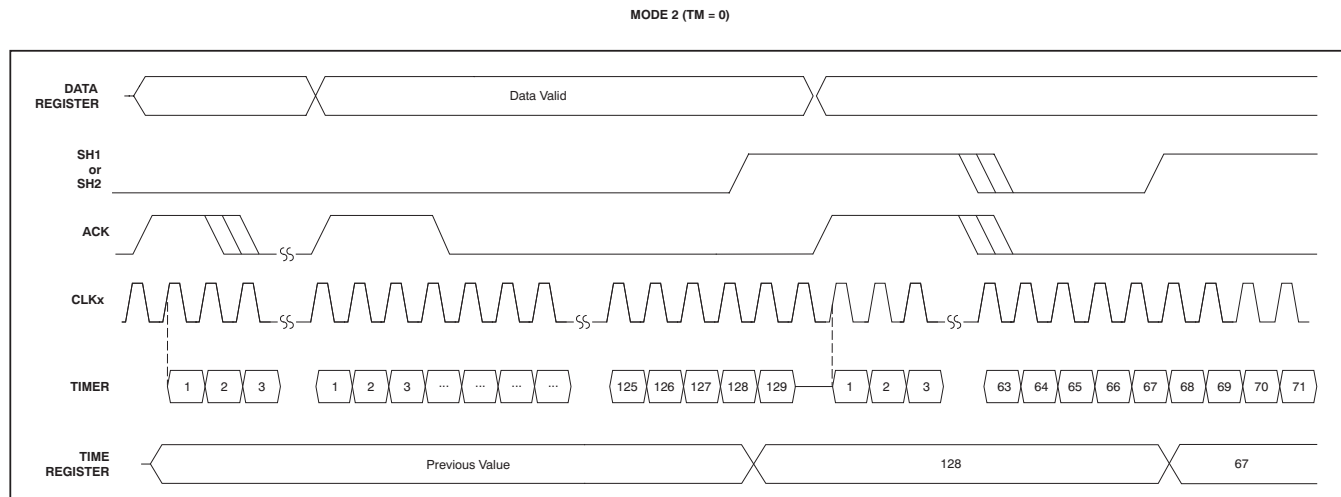 MODE 2 (TM = 0)
DATA
REGISTER
Data Valid
SH1
or
SH2
ACK
CLKx
TIMER
1 2 3 1 2 3 ... ... ... ... 125 126 127 128 129 1 2 3 63 64 65 66 67 68 69 70 71
TIME
REGISTER
Previous Value 128 67